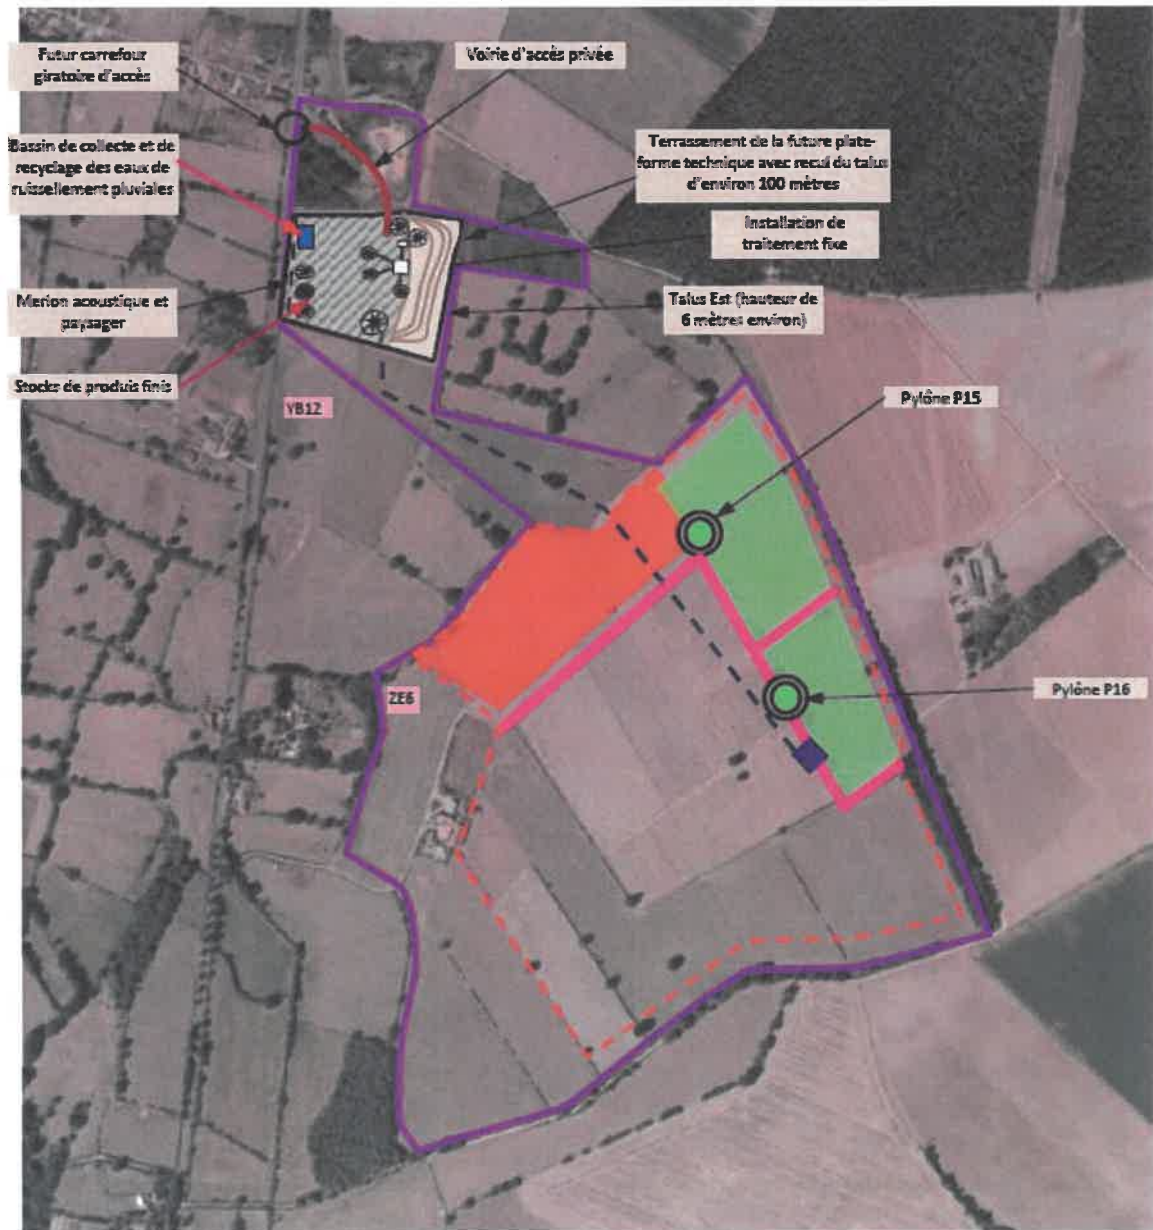 Futur carrefour
giratoire d'accès
Voirie d'accès privée
Bassin de collecte et de
recyclage des eaux de
ruissellement pluviales
Terrassement de la future plate-
forme technique avec recul du talus
d'environ 100 mètres
Installation de
traitement fixe
Merlon acoustique et
paysager
Talus Est (hauteur de
6 mètres environ)
Stocks de produis finis
YB12
Pylône P15
ZE6
Pylône P16